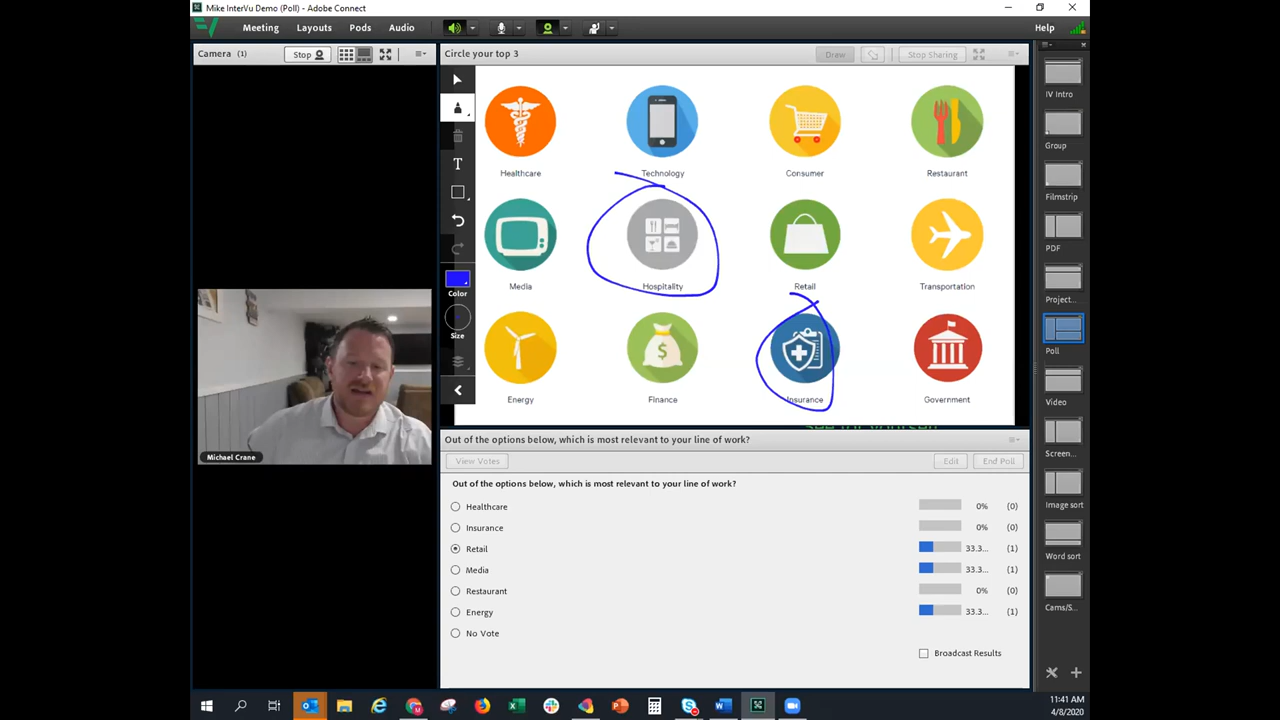 Mike InterVu Demo (Poll) - Adobe Connect
Meeting Layouts Pods Audio Help
Camera (1) Stop
Circle your top 3 Draw Stop Sharing
Healthcare Technology Consumer Restaurant
Media Hospitality Retail Transportation
Energy Finance Insurance Government
T
Color
Size
Michael Crane
Out of the options below, which is most relevant to your line of work?
View Votes Edit End Poll
Out of the options below, which is most relevant to your line of work?
Healthcare 0% (0)
Insurance 0% (0)
Retail 33.3... (1)
Media 33.3... (1)
Restaurant 0% (0)
Energy 33.3... (1)
No Vote
Broadcast Results
IV Intro
Group
Filmstrip
PDF
Project...
Poll
Video
Screen...
Image sort
Word sort
Cams/S...
11:41 AM
4/8/2020